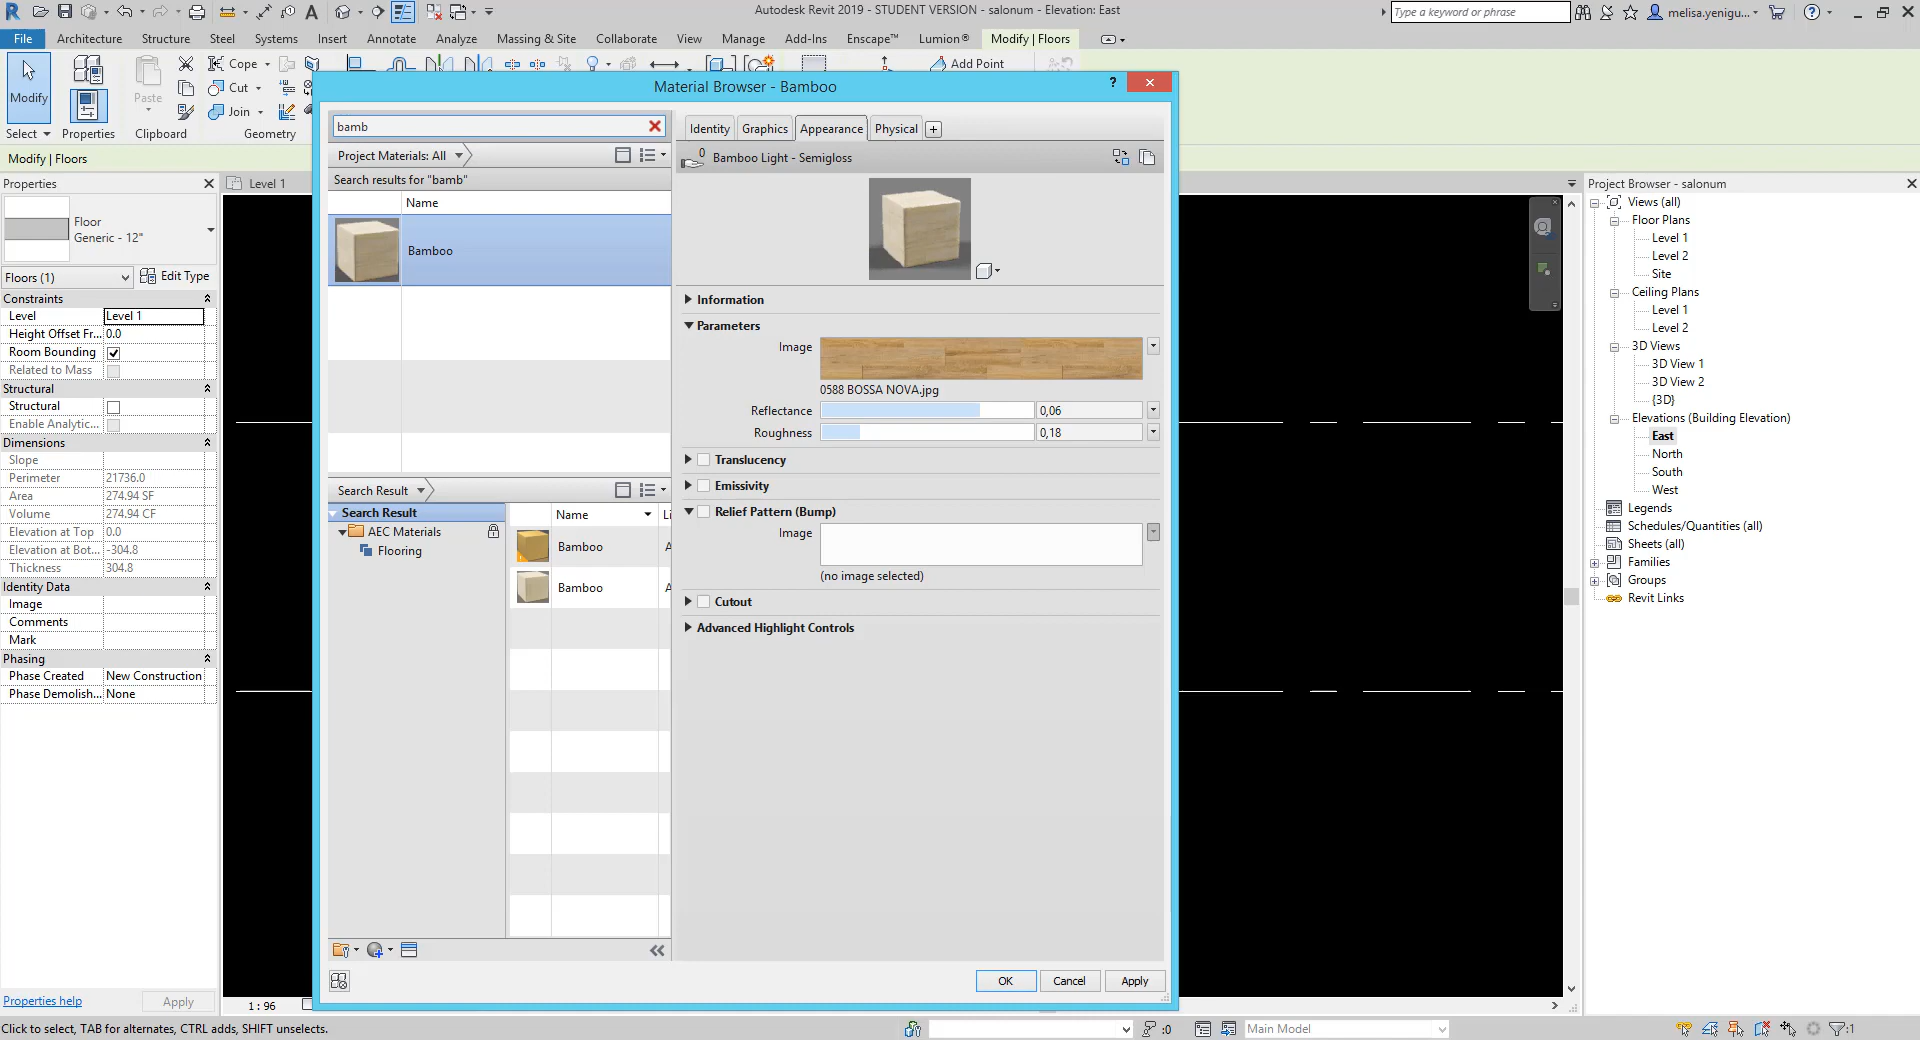 Autodesk Revit 2019 - STUDENT VERSION - salonum - Elevation: East
Type a keyword or phrase
melisa.yenigu...
File
Architecture
Structure
Steel
Systems
Insert
Annotate
Analyze
Massing & Site
Collaborate
View
Manage
Add-Ins
Enscape™
Lumion®
Modify | Floors
Modify
Paste
Cope
Cut
Join
Add Point
Select
Properties
Clipboard
Geometry
Modify | Floors
Properties
Floor
Generic - 12"
Floors (1)
Edit Type
Constraints
Level
Level 1
Height Offset Fr...
0.0
Room Bounding
Related to Mass
Structural
Structural
Enable Analytic...
Dimensions
Slope
Perimeter
21736.0
Area
274.94 SF
Volume
274.94 CF
Elevation at Top
0.0
Elevation at Bot...
-304.8
Thickness
304.8
Identity Data
Image
Comments
Mark
Phasing
Phase Created
New Construction
Phase Demolish...
None
Properties help
Apply
Level 1
Material Browser - Bamboo
bamb
Project Materials: All
Search results for "bamb"
Name
Bamboo
Search Result
Search Result
AEC Materials
Flooring
Name
Li
Bamboo
A
Bamboo
A
Identity
Graphics
Appearance
Physical
0
Bamboo Light - Semigloss
Information
Parameters
Image
0588 BOSSA NOVA.jpg
Reflectance
0,06
Roughness
0,18
Translucency
Emissivity
Relief Pattern (Bump)
Image
(no image selected)
Cutout
Advanced Highlight Controls
OK
Cancel
Apply
Project Browser - salonum
Views (all)
Floor Plans
Level 1
Level 2
Site
Ceiling Plans
Level 1
Level 2
3D Views
3D View 1
3D View 2
{3D}
Elevations (Building Elevation)
East
North
South
West
Legends
Schedules/Quantities (all)
Sheets (all)
Families
Groups
Revit Links
1 : 96
Click to select, TAB for alternates, CTRL adds, SHIFT unselects.
:0
Main Model
:1